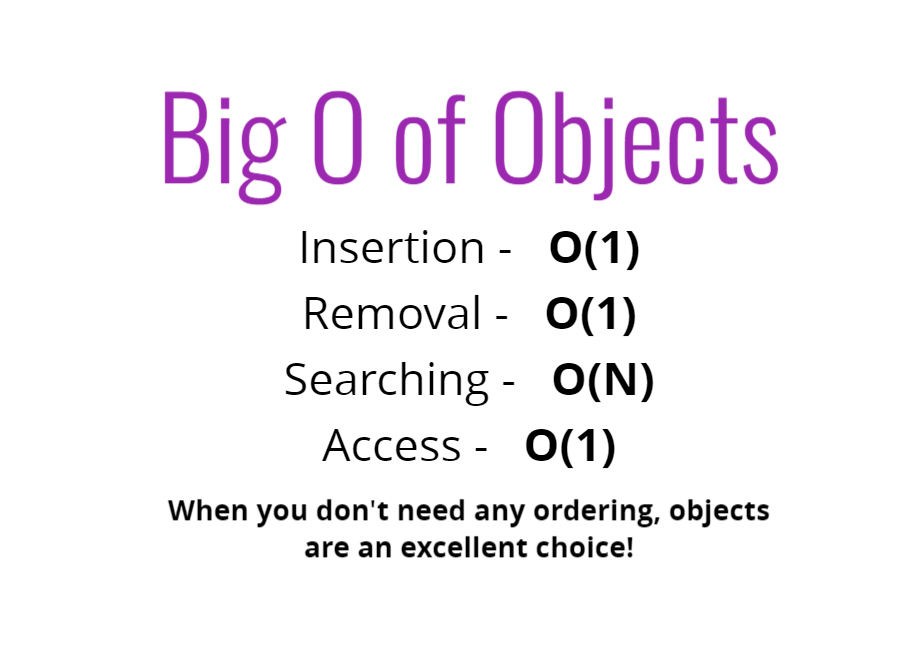 Big O of Objects
Insertion - O(1)
Removal - O(1)
Searching - O(N)
Access - O(1)
When you don't need any ordering, objects
are an excellent choice!